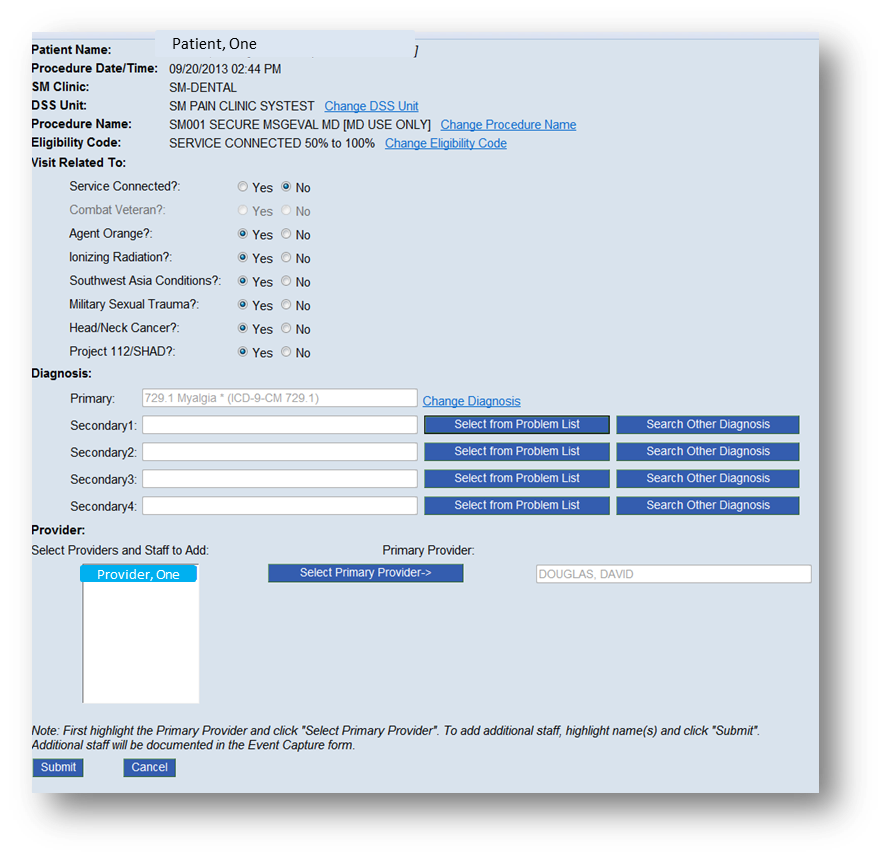 Patient Name: Patient, One ]
Procedure Date/Time: 09/20/2013 02:44 PM
SM Clinic: SM-DENTAL
DSS Unit: SM PAIN CLINIC SYSTEST Change DSS Unit
Procedure Name: SM001 SECURE MSGEVAL MD [MD USE ONLY] Change Procedure Name
Eligibility Code: SERVICE CONNECTED 50% to 100% Change Eligibility Code
Visit Related To:
Service Connected?: Yes No
Combat Veteran?: Yes No
Agent Orange?: Yes No
Ionizing Radiation?: Yes No
Southwest Asia Conditions?: Yes No
Military Sexual Trauma?: Yes No
Head/Neck Cancer?: Yes No
Project 112/SHAD?: Yes No
Diagnosis:
Primary: 729.1 Myalgia * (ICD-9-CM 729.1) Change Diagnosis
Secondary1: Select from Problem List Search Other Diagnosis
Secondary2: Select from Problem List Search Other Diagnosis
Secondary3: Select from Problem List Search Other Diagnosis
Secondary4: Select from Problem List Search Other Diagnosis
Provider:
Select Providers and Staff to Add: Primary Provider:
Provider, One Select Primary Provider-> DOUGLAS, DAVID
Note: First highlight the Primary Provider and click "Select Primary Provider". To add additional staff, highlight name(s) and click "Submit".
Additional staff will be documented in the Event Capture form.
Submit Cancel